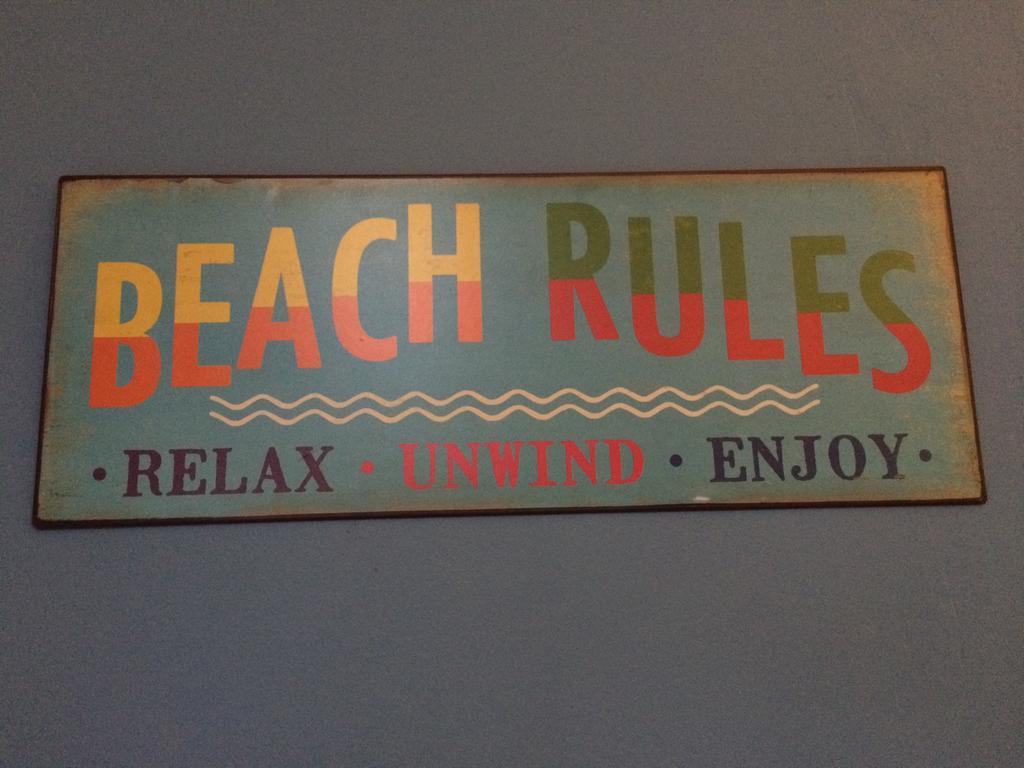 BEACH RULES
• RELAX • UNWIND • ENJOY •